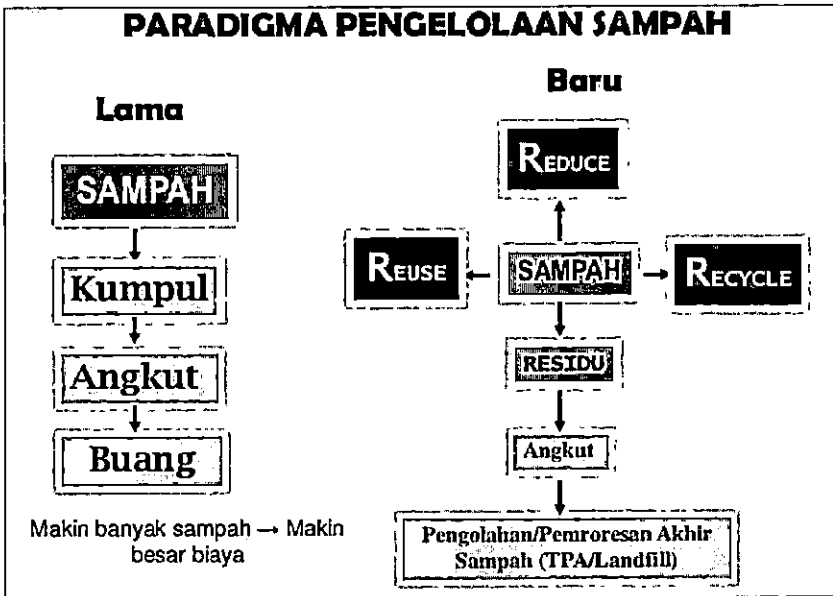 PARADIGMA PENGELOLAAN SAMPAH
Lama
SAMPAH
Kumpul
Angkut
Buang
Makin banyak sampah → Makin
besar biaya
Baru
REDUCE
REUSE
SAMPAH
RECYCLE
RESIDU
Angkut
Pengolahan/Pemroresan Akhir
Sampah (TPA/Landfill)